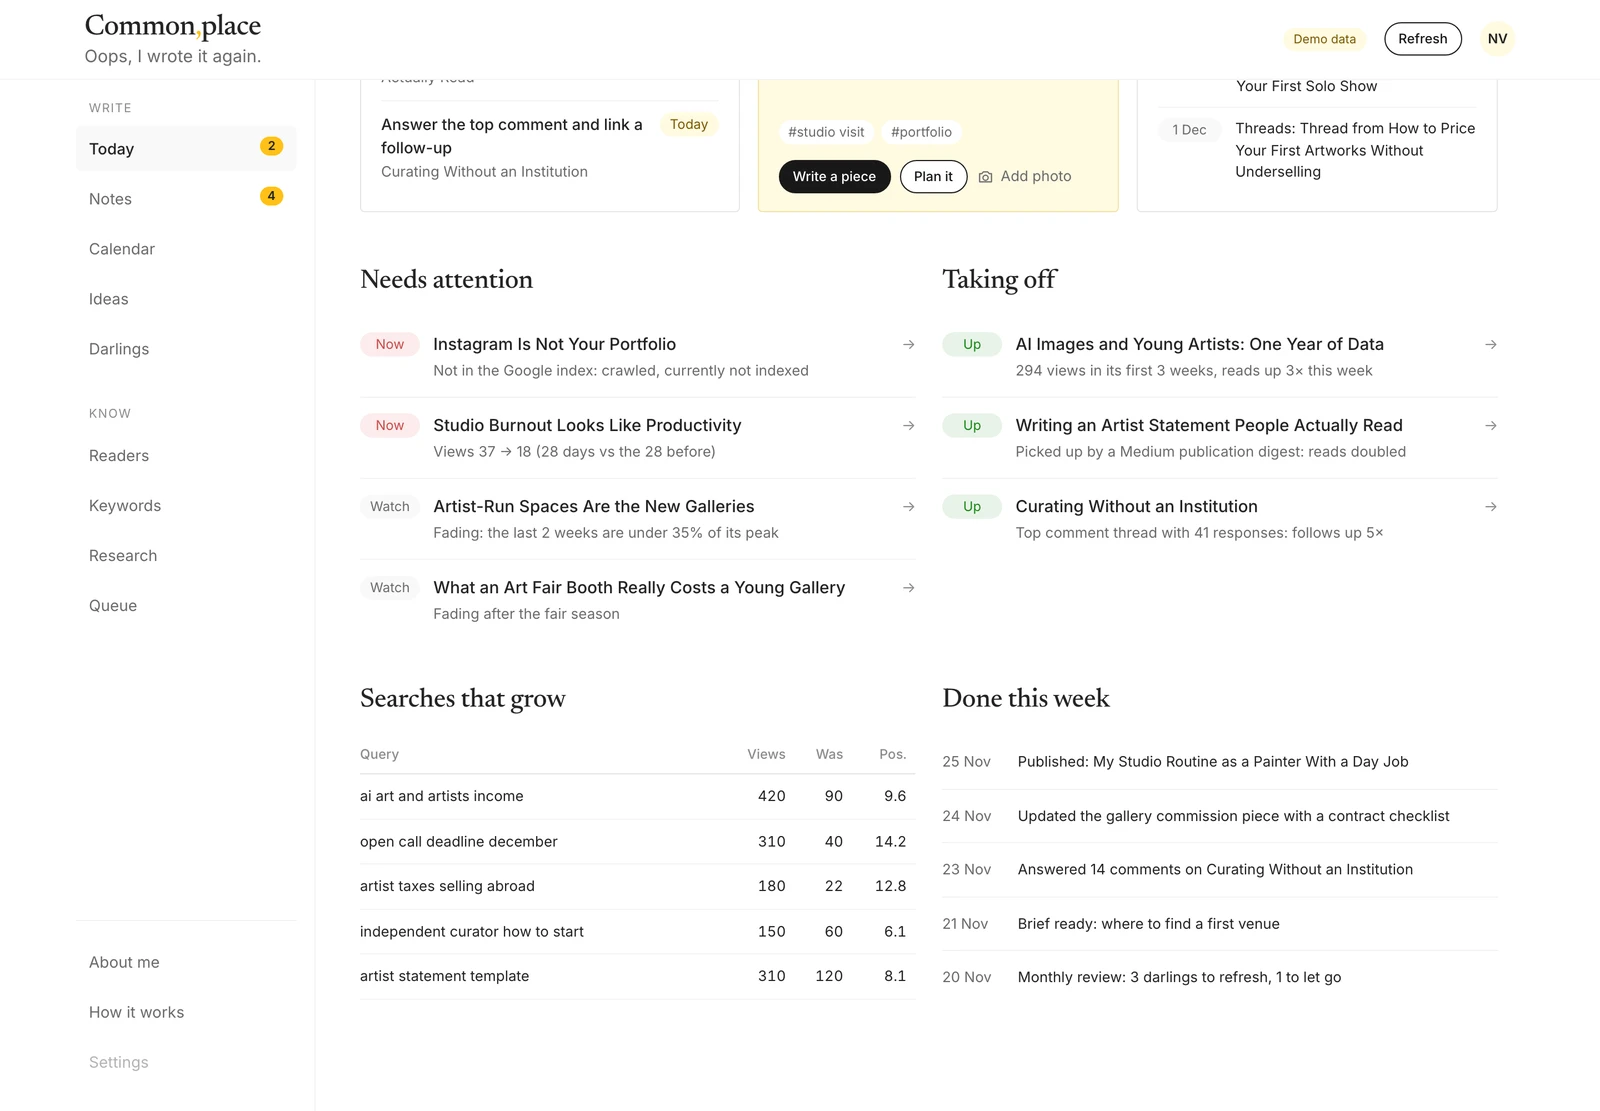 Common,place
Oops, I wrote it again.
Demo data
Refresh
NV
WRITE
Today
2
Notes
4
Calendar
Ideas
Darlings
KNOW
Readers
Keywords
Research
Queue
About me
How it works
Settings
Actually Read
Answer the top comment and link a
follow-up
Today
Curating Without an Institution
#studio visit
#portfolio
Write a piece
Plan it
Add photo
Your First Solo Show
1 Dec
Threads: Thread from How to Price
Your First Artworks Without
Underselling
Needs attention
Now
Instagram Is Not Your Portfolio
→
Not in the Google index: crawled, currently not indexed
Now
Studio Burnout Looks Like Productivity
→
Views 37 → 18 (28 days vs the 28 before)
Watch
Artist-Run Spaces Are the New Galleries
→
Fading: the last 2 weeks are under 35% of its peak
Watch
What an Art Fair Booth Really Costs a Young Gallery
→
Fading after the fair season
Taking off
Up
AI Images and Young Artists: One Year of Data
→
294 views in its first 3 weeks, reads up 3× this week
Up
Writing an Artist Statement People Actually Read
→
Picked up by a Medium publication digest: reads doubled
Up
Curating Without an Institution
→
Top comment thread with 41 responses: follows up 5×
Searches that grow
Query Views Was Pos.
ai art and artists income 420 90 9.6
open call deadline december 310 40 14.2
artist taxes selling abroad 180 22 12.8
independent curator how to start 150 60 6.1
artist statement template 310 120 8.1
Done this week
25 Nov Published: My Studio Routine as a Painter With a Day Job
24 Nov Updated the gallery commission piece with a contract checklist
23 Nov Answered 14 comments on Curating Without an Institution
21 Nov Brief ready: where to find a first venue
20 Nov Monthly review: 3 darlings to refresh, 1 to let go